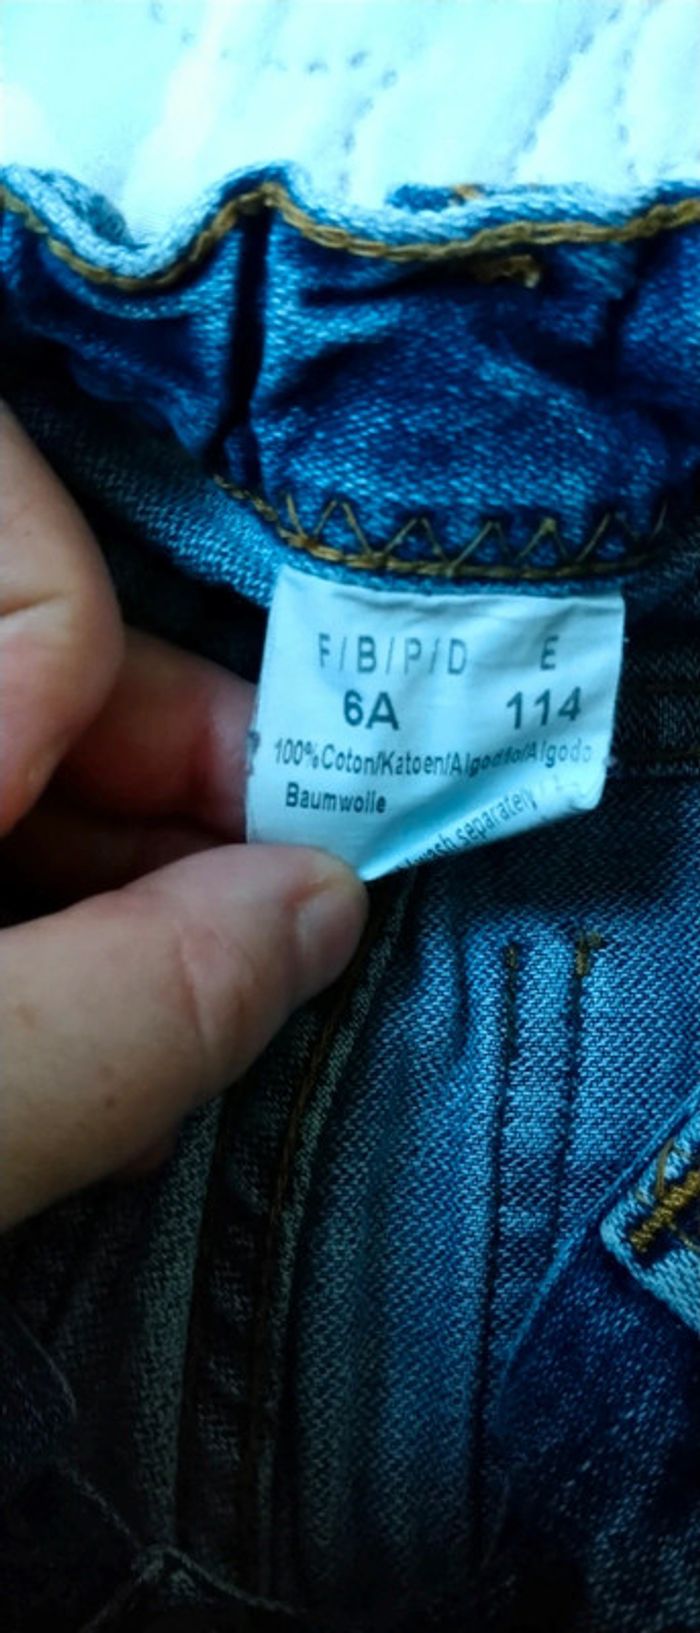 F/B/P/D E
6A 114
100%Coton/Katoen/Algodão/Algodo
Baumwolle
wash separately